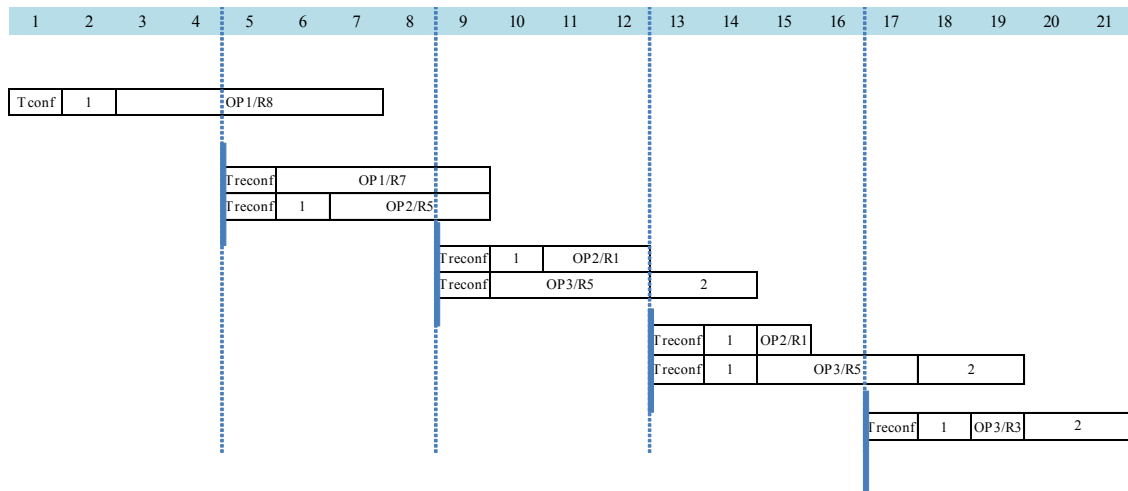 1 2 3 4 5 6 7 8 9 10 11 12 13 14 15 16 17 18 19 20 21
Tconf 1 OP1/R8
Treconf OP1/R7
Treconf 1 OP2/R5
Treconf 1 OP2/R1
Treconf OP3/R5 2
Treconf 1 OP2/R1
Treconf 1 OP3/R5 2
Treconf 1 OP3/R3 2